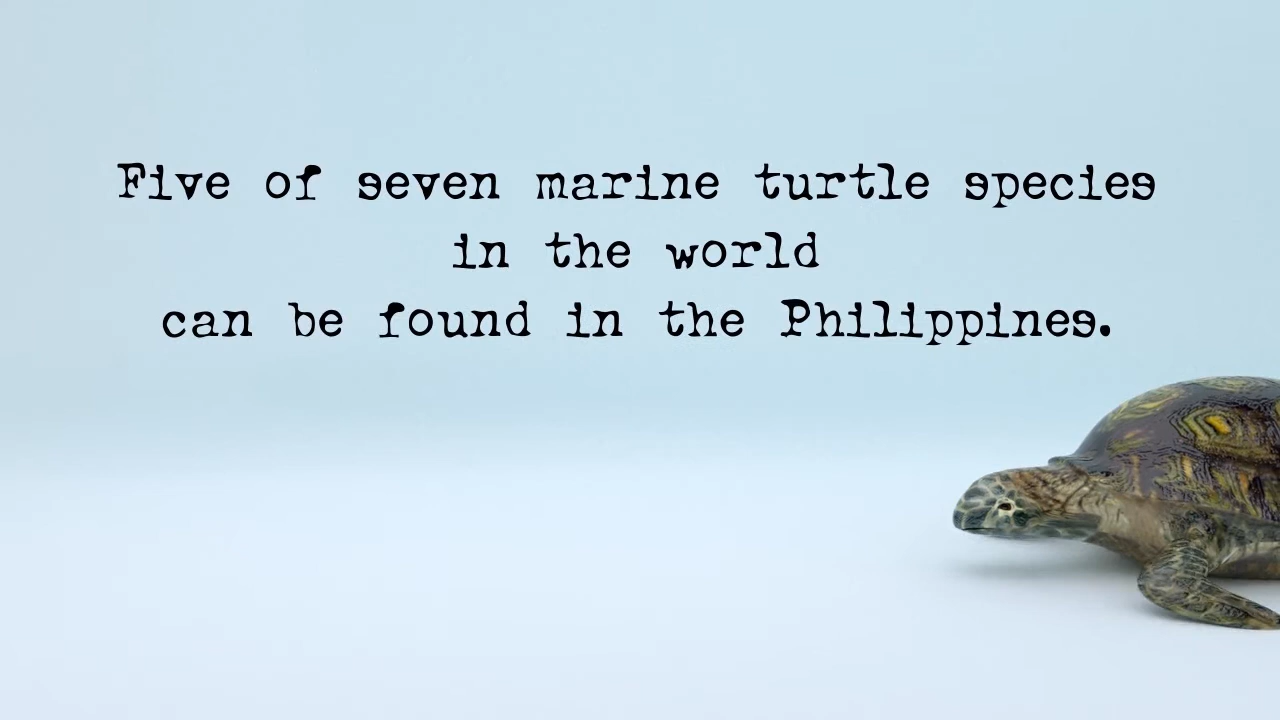 Five of seven marine turtle species
in the world
can be found in the Philippines.